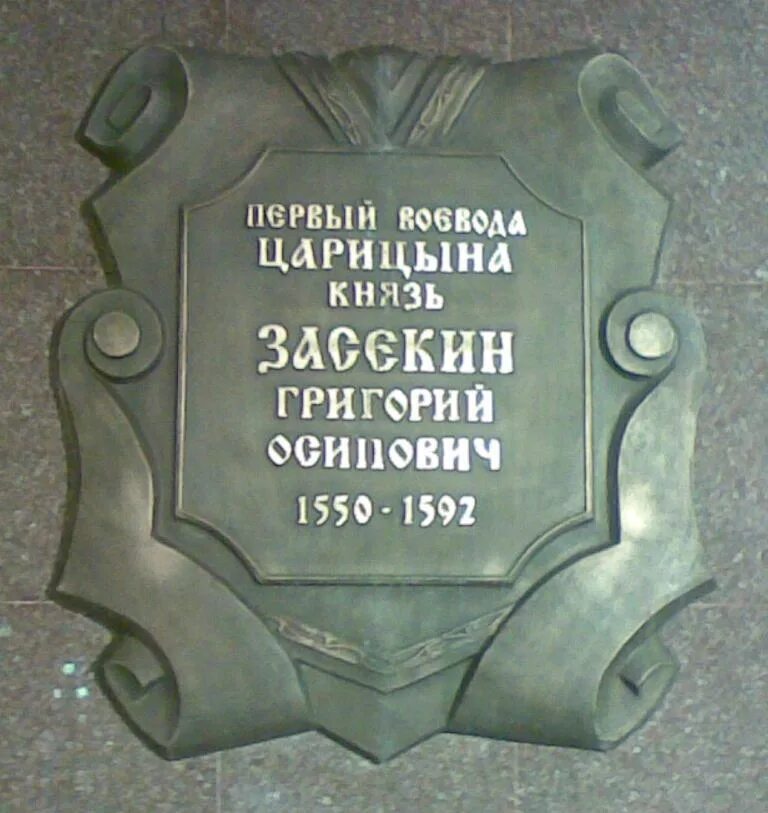 ПЕРВЫЙ ВОЕВОДА
ЦАРИЦЫНА
КНЯЗЬ
ЗАСЕКИН
ГРИГОРИЙ
ОСИПОВИЧ
1550-1592